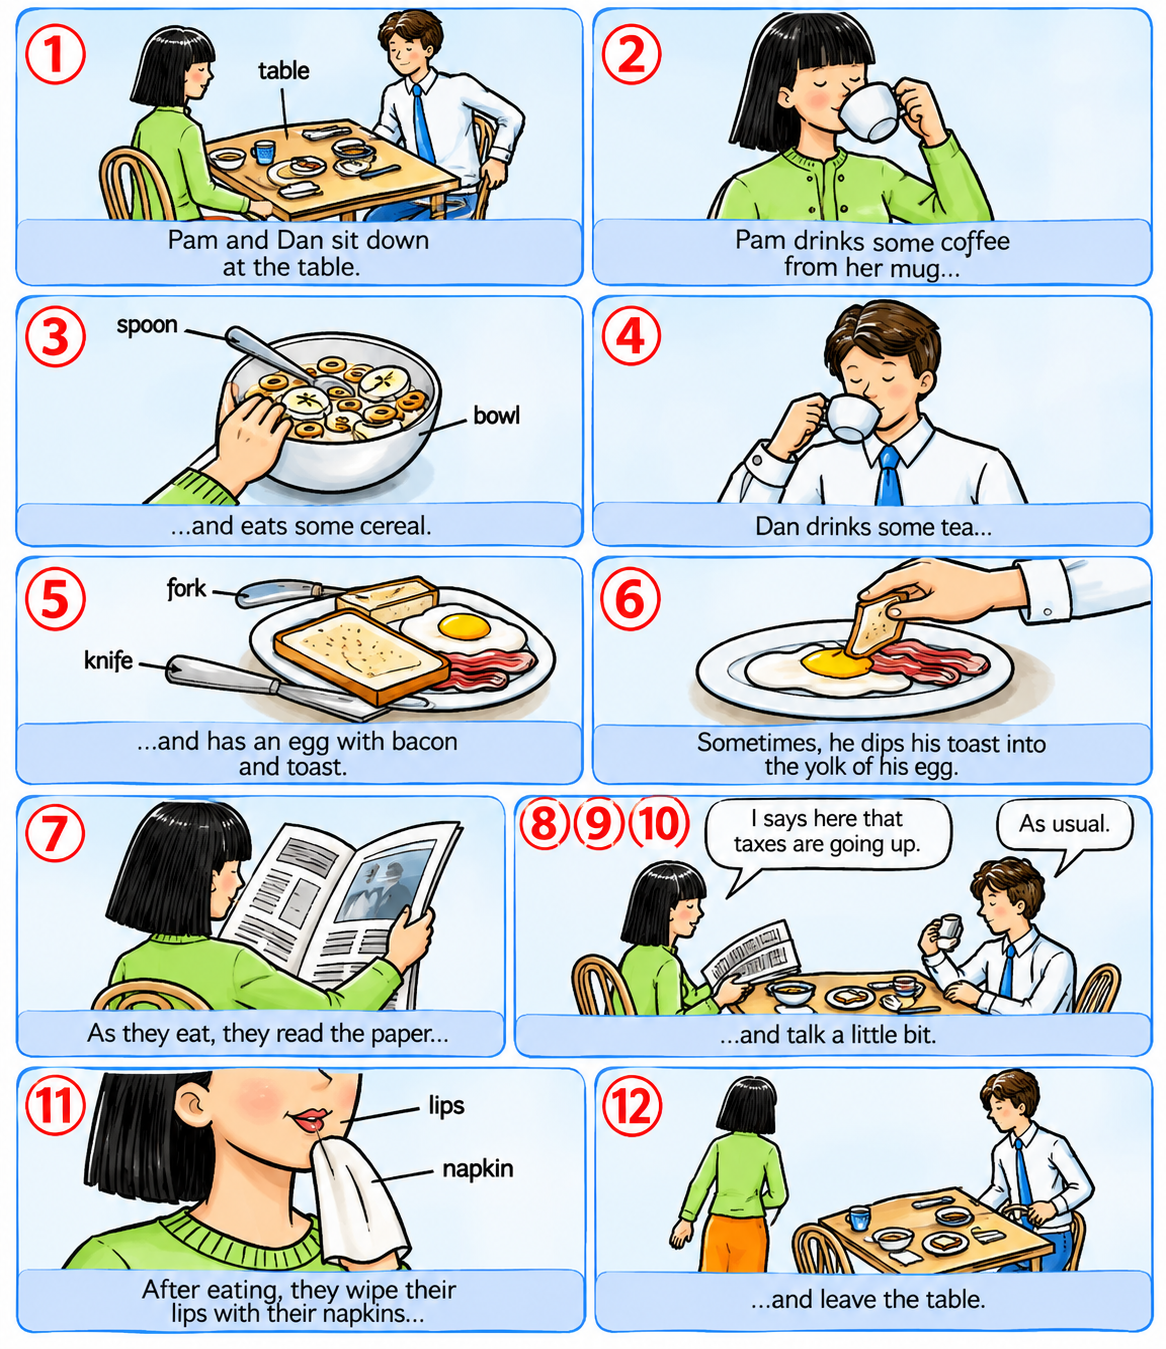 1
table
Pam and Dan sit down
at the table.
2
Pam drinks some coffee
from her mug...
3
spoon
bowl
...and eats some cereal.
4
Dan drinks some tea...
5
fork
knife
...and has an egg with bacon
and toast.
6
Sometimes, he dips his toast into
the yolk of his egg.
7
As they eat, they read the paper...
8 9 10
I says here that
taxes are going up.
As usual.
...and talk a little bit.
11
lips
napkin
After eating, they wipe their
lips with their napkins...
12
...and leave the table.